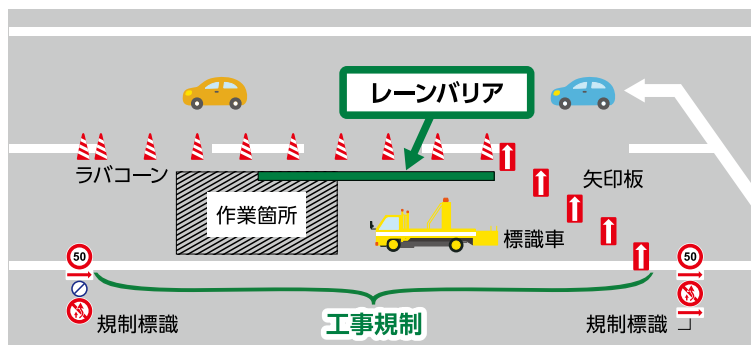 レーンバリア
ラバコーン
矢印板
作業箇所
標識車
50
50
規制標識
工事規制
規制標識